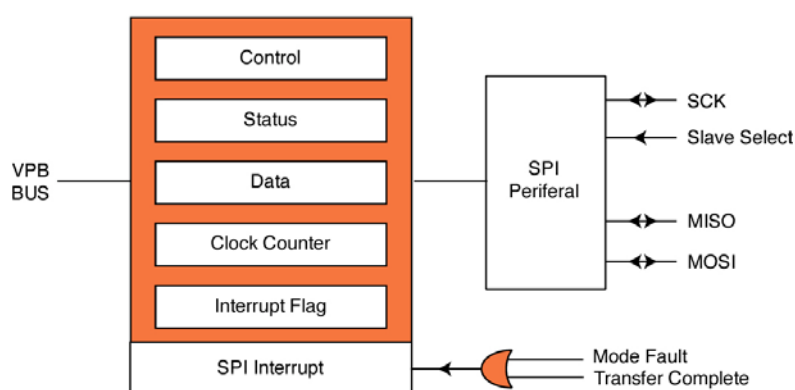 VPB
BUS
Control
Status
Data
Clock Counter
Interrupt Flag
SPI Interrupt
SPI
Periferal
SCK
Slave Select
MISO
MOSI
Mode Fault
Transfer Complete